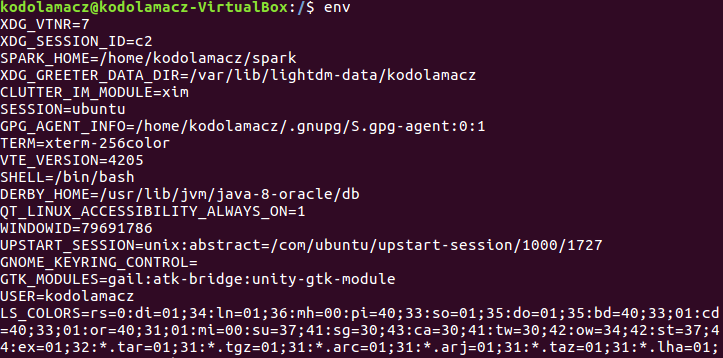 kodolamacz@kodolamacz-VirtualBox:/$ env
XDG_VTNR=7
XDG_SESSION_ID=c2
SPARK_HOME=/home/kodolamacz/spark
XDG_GREETER_DATA_DIR=/var/lib/lightdm-data/kodolamacz
CLUTTER_IM_MODULE=xim
SESSION=ubuntu
GPG_AGENT_INFO=/home/kodolamacz/.gnupg/S.gpg-agent:0:1
TERM=xterm-256color
VTE_VERSION=4205
SHELL=/bin/bash
DERBY_HOME=/usr/lib/jvm/java-8-oracle/db
QT_LINUX_ACCESSIBILITY_ALWAYS_ON=1
WINDOWID=79691786
UPSTART_SESSION=unix:abstract=/com/ubuntu/upstart-session/1000/1727
GNOME_KEYRING_CONTROL=
GTK_MODULES=gail:atk-bridge:unity-gtk-module
USER=kodolamacz
LS_COLORS=rs=0:di=01;34:ln=01;36:mh=00:pi=40;33:so=01;35:do=01;35:bd=40;33;01:cd
=40;33;01:or=40;31;01:mi=00:su=37;41:sg=30;43:ca=30;41:tw=30;42:ow=34;42:st=37;4
4:ex=01;32:*.tar=01;31:*.tgz=01;31:*.arc=01;31:*.arj=01;31:*.taz=01;31:*.lha=01;